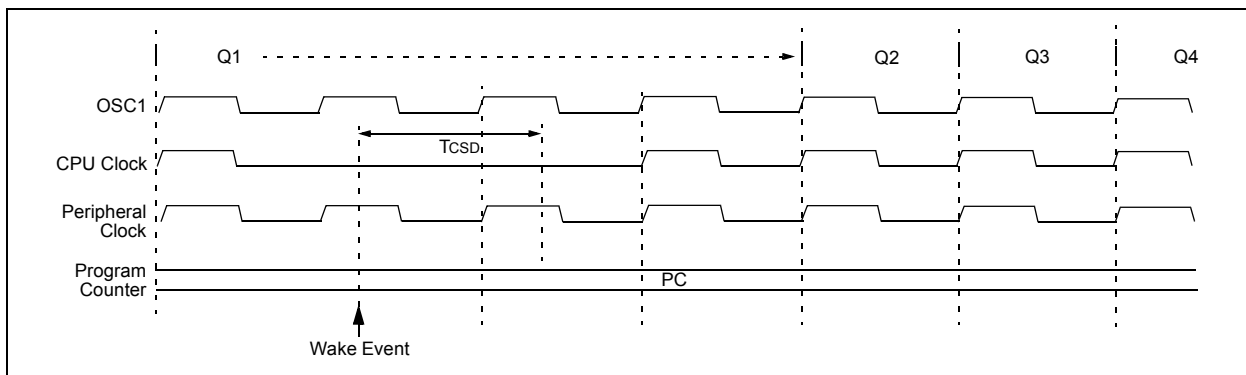 Q1
Q2
Q3
Q4
OSC1
TCSD
CPU Clock
Peripheral
Clock
Program
Counter
PC
Wake Event